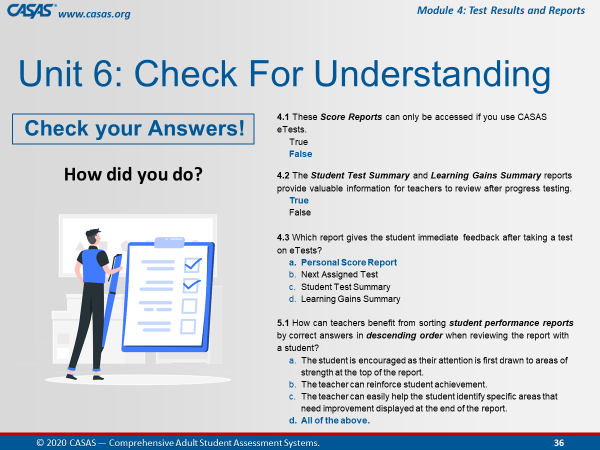 CASAS® www.casas.org
Module 4: Test Results and Reports
Unit 6: Check For Understanding
Check your Answers!
How did you do?
4.1 These Score Reports can only be accessed if you use CASAS
eTests.
True
False
4.2 The Student Test Summary and Learning Gains Summary reports
provide valuable information for teachers to review after progress testing.
True
False
4.3 Which report gives the student immediate feedback after taking a test
on eTests?
a. Personal Score Report
b. Next Assigned Test
c. Student Test Summary
d. Learning Gains Summary
5.1 How can teachers benefit from sorting student performance reports
by correct answers in descending order when reviewing the report with
a student?
a. The student is encouraged as their attention is first drawn to areas of
strength at the top of the report.
b. The teacher can reinforce student achievement.
c. The teacher can easily help the student identify specific areas that
need improvement displayed at the end of the report.
d. All of the above.
© 2020 CASAS — Comprehensive Adult Student Assessment Systems.
36